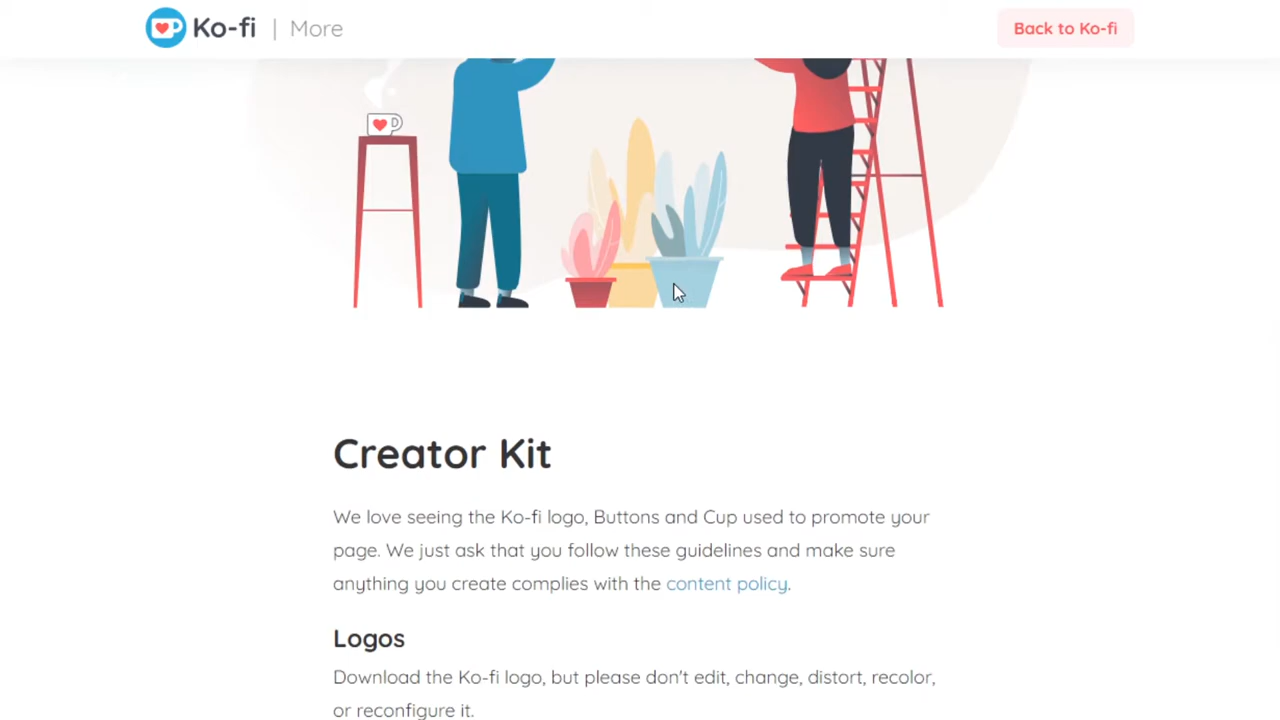 Ko-fi | More
Back to Ko-fi
Creator Kit
We love seeing the Ko-fi logo, Buttons and Cup used to promote your
page. We just ask that you follow these guidelines and make sure
anything you create complies with the content policy.
Logos
Download the Ko-fi logo, but please don't edit, change, distort, recolor,
or reconfigure it.